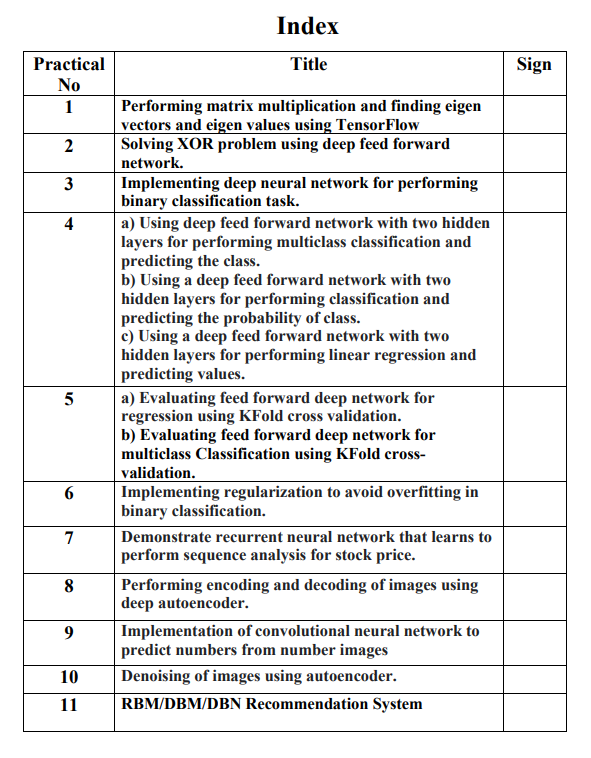 Index
Practical
No
Title
Sign
1
Performing matrix multiplication and finding eigen
vectors and eigen values using TensorFlow
2
Solving XOR problem using deep feed forward
network.
3
Implementing deep neural network for performing
binary classification task.
4
a) Using deep feed forward network with two hidden
layers for performing multiclass classification and
predicting the class.
b) Using a deep feed forward network with two
hidden layers for performing classification and
predicting the probability of class.
c) Using a deep feed forward network with two
hidden layers for performing linear regression and
predicting values.
5
a) Evaluating feed forward deep network for
regression using KFold cross validation.
b) Evaluating feed forward deep network for
multiclass Classification using KFold cross-
validation.
6
Implementing regularization to avoid overfitting in
binary classification.
7
Demonstrate recurrent neural network that learns to
perform sequence analysis for stock price.
8
Performing encoding and decoding of images using
deep autoencoder.
9
Implementation of convolutional neural network to
predict numbers from number images
10
Denoising of images using autoencoder.
11
RBM/DBM/DBN Recommendation System